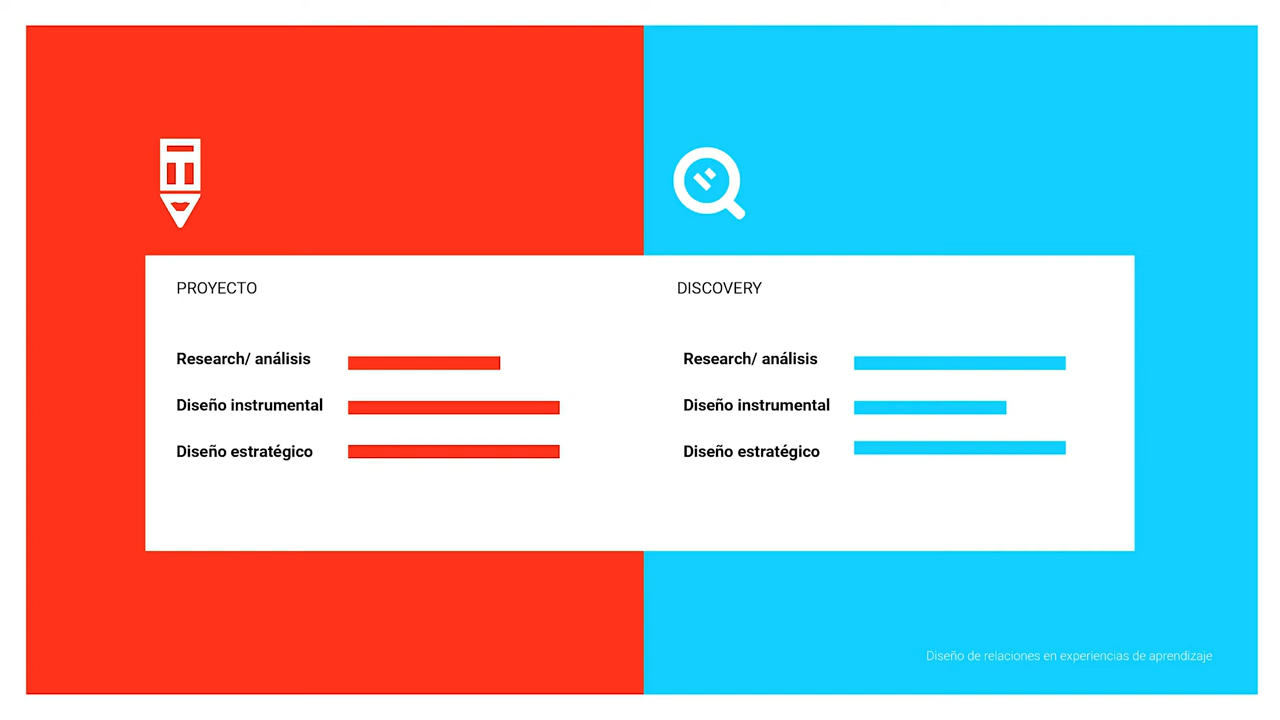 PROYECTO
Research/ análisis
Diseño instrumental
Diseño estratégico
DISCOVERY
Research/ análisis
Diseño instrumental
Diseño estratégico
Diseño de relaciones en experiencias de aprendizaje